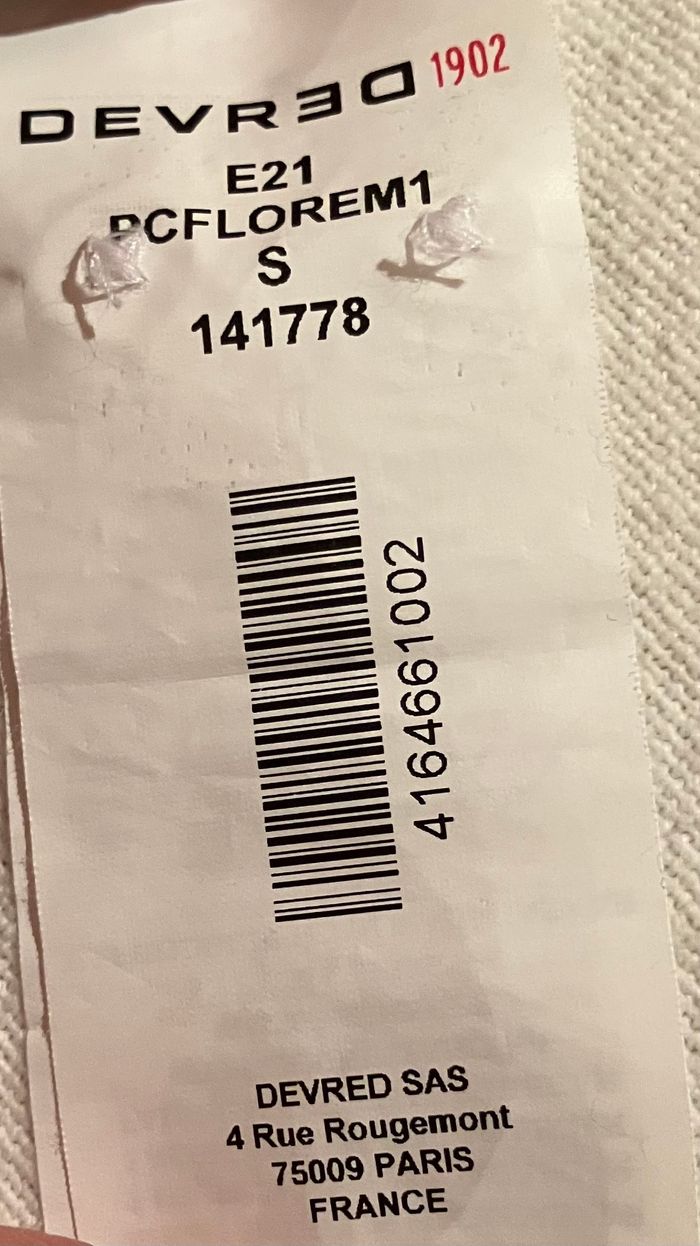 DEVRED 1902
E21
PCFLOREM1
S
141778
4164661002
DEVRED SAS
4 Rue Rougemont
75009 PARIS
FRANCE